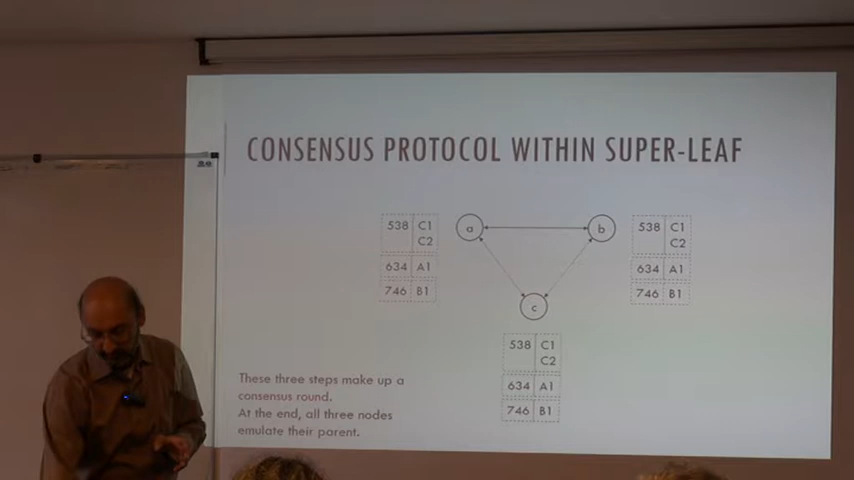 CONSENSUS PROTOCOL WITHIN SUPER-LEAF
538 C1
C2
634 A1
746 B1
a
b
538 C1
C2
634 A1
746 B1
c
538 C1
C2
634 A1
746 B1
These three steps make up a
consensus round.
At the end, all three nodes
emulate their parent.